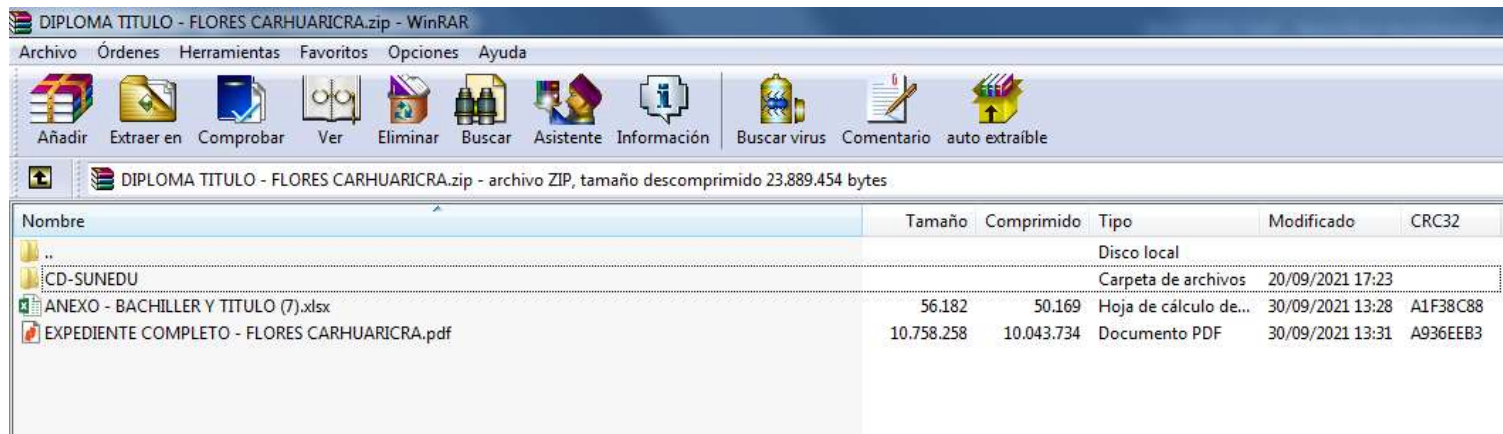 DIPLOMA TITULO - FLORES CARHUARICRA.zip - WinRAR
Archivo Órdenes Herramientas Favoritos Opciones Ayuda
Añadir Extraer en Comprobar Ver Eliminar Buscar Asistente Información Buscar virus Comentario auto extraíble
DIPLOMA TITULO - FLORES CARHUARICRA.zip - archivo ZIP, tamaño descomprimido 23.889.454 bytes
Nombre Tamaño Comprimido Tipo Modificado CRC32
.. Disco local
CD-SUNEDU Carpeta de archivos 20/09/2021 17:23
ANEXO - BACHILLER Y TITULO (7).xlsx 56.182 50.169 Hoja de cálculo de... 30/09/2021 13:28 A1F38C88
EXPEDIENTE COMPLETO - FLORES CARHUARICRA.pdf 10.758.258 10.043.734 Documento PDF 30/09/2021 13:31 A936EEB3